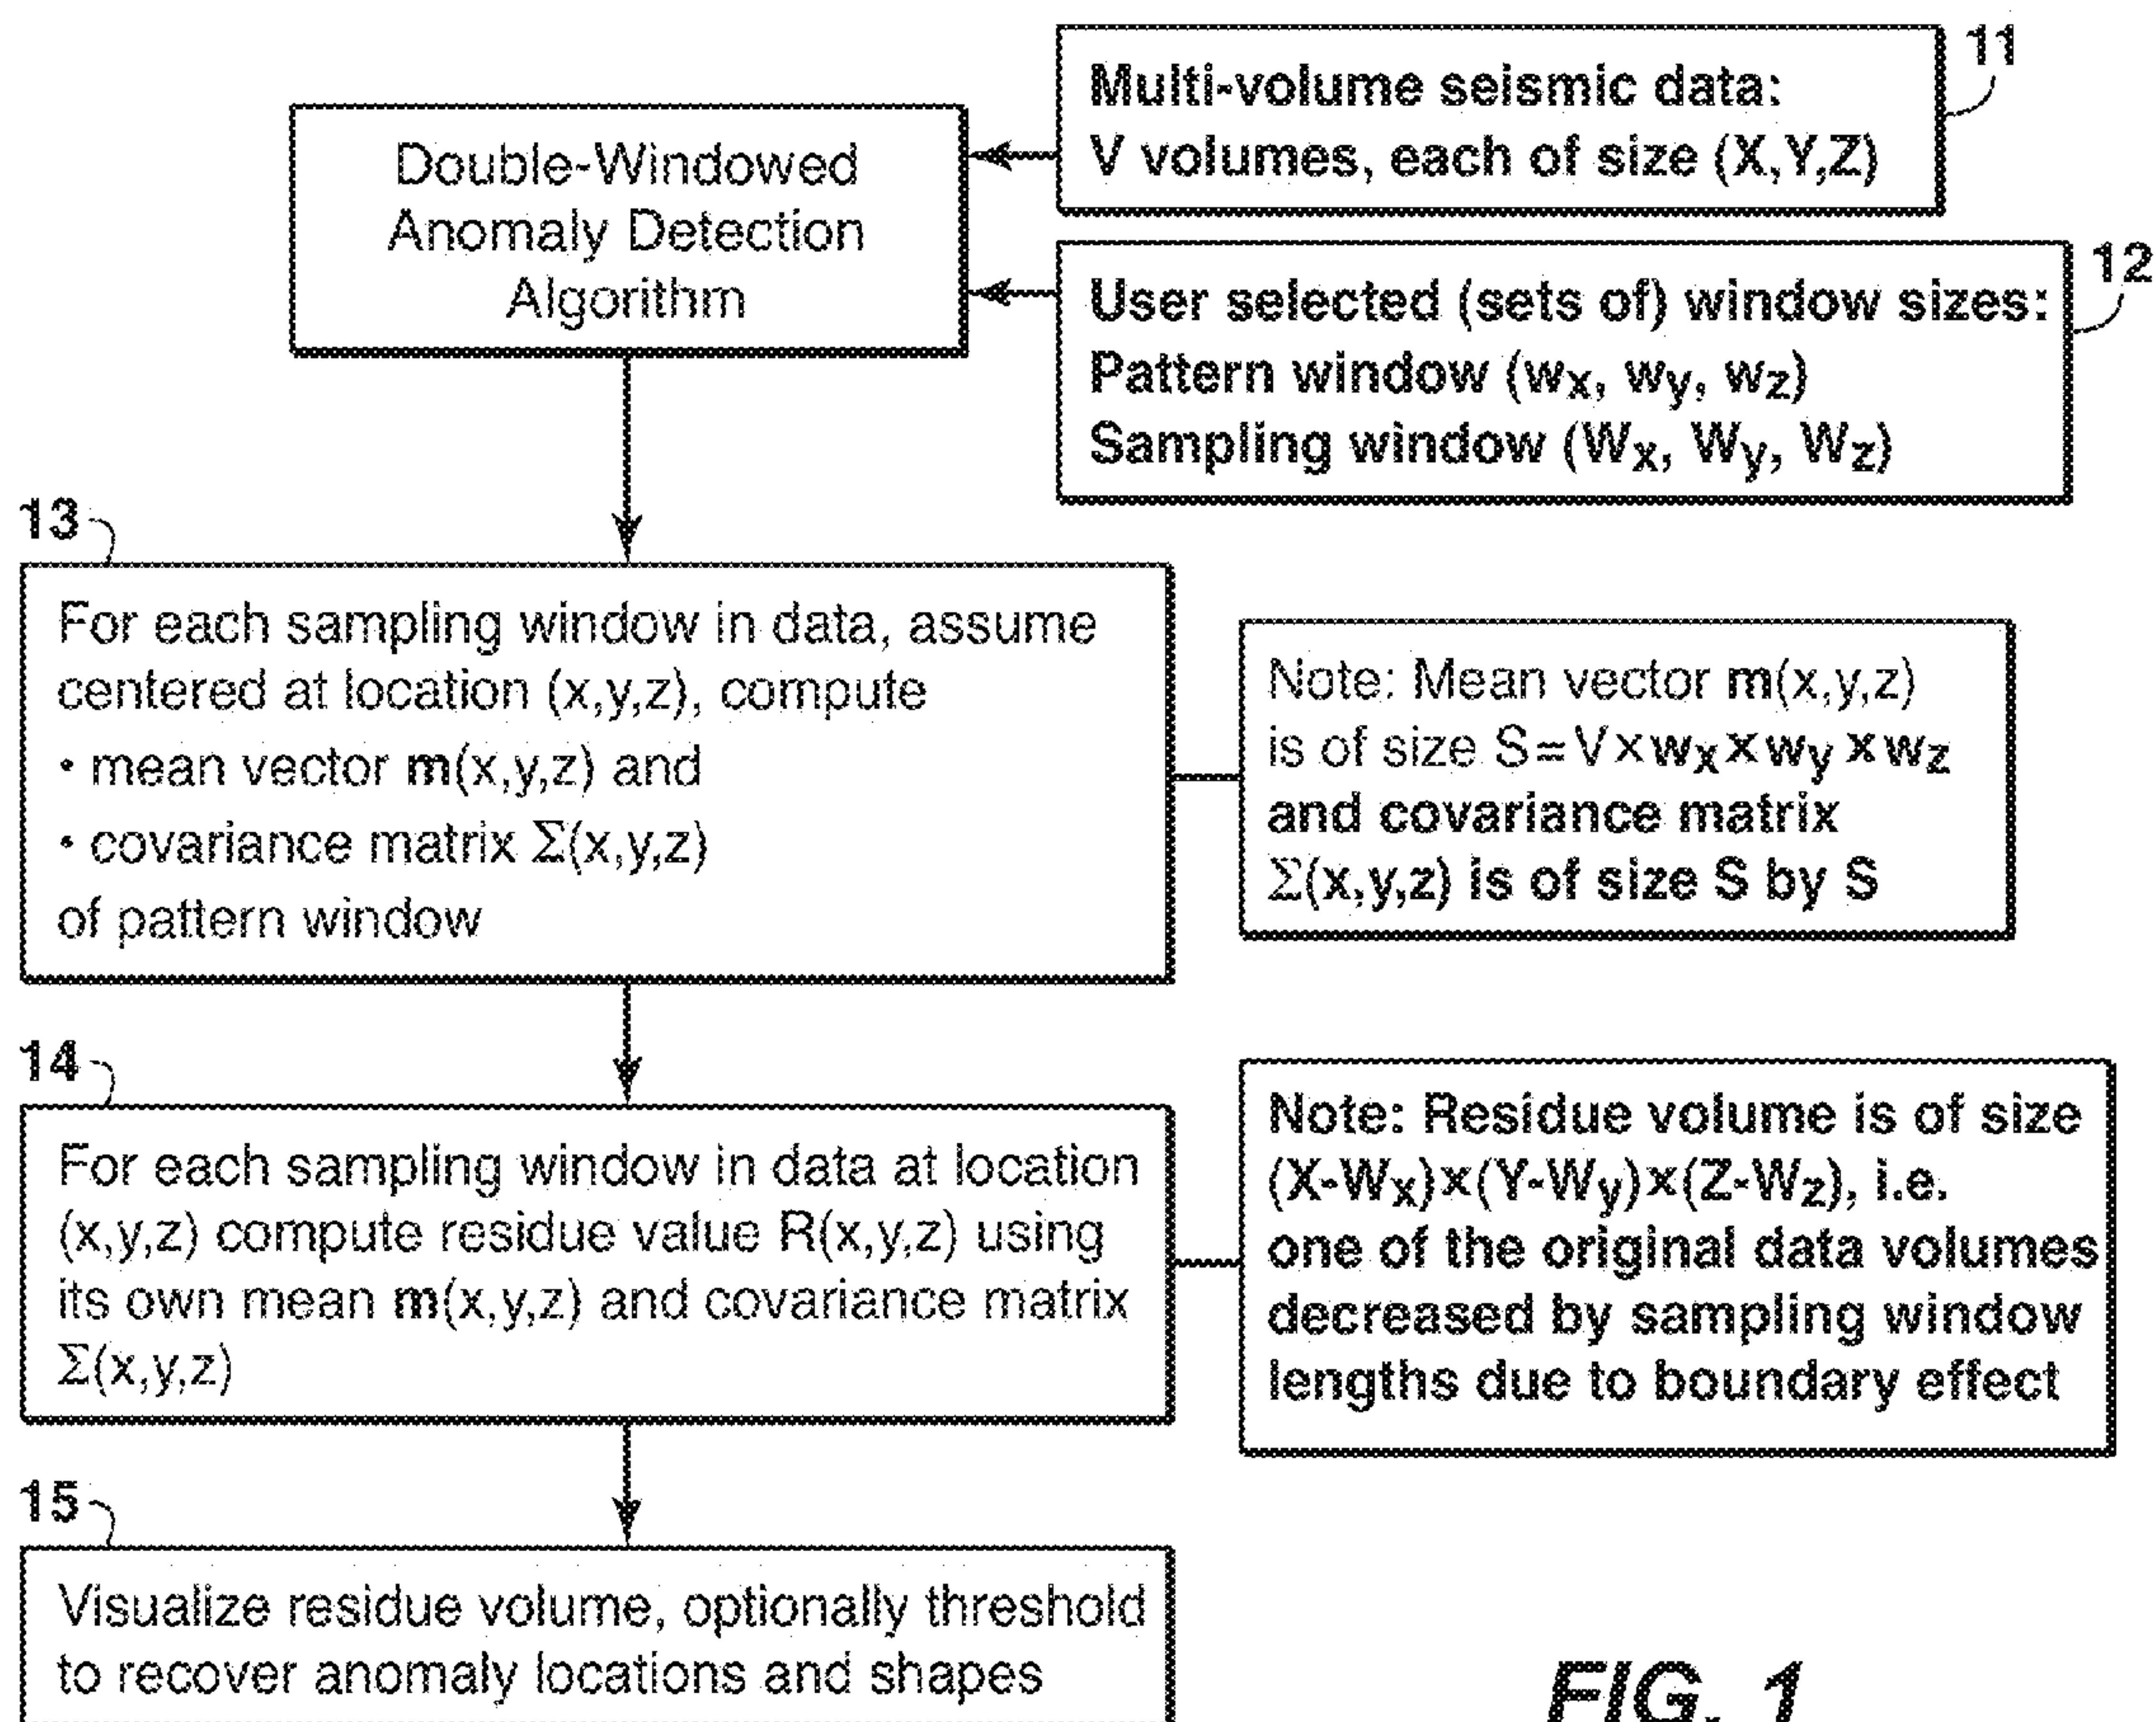 11
Multi-volume seismic data:
V volumes, each of size (X,Y,Z)
Double-Windowed
Anomaly Detection
Algorithm
12
User selected (sets of) window sizes:
Pattern window (wx, wy, wz)
Sampling window (Wx, Wy, Wz)
13
For each sampling window in data, assume
centered at location (x,y,z), compute
• mean vector m(x,y,z) and
• covariance matrix Σ(x,y,z)
of pattern window
Note: Mean vector m(x,y,z)
is of size S=V×wx×wy×wz
and covariance matrix
Σ(x,y,z) is of size S by S
14
For each sampling window in data at location
(x,y,z) compute residue value R(x,y,z) using
its own mean m(x,y,z) and covariance matrix
Σ(x,y,z)
Note: Residue volume is of size
(X-Wx)×(Y-Wy)×(Z-Wz), i.e.
one of the original data volumes
decreased by sampling window
lengths due to boundary effect
15
Visualize residue volume, optionally threshold
to recover anomaly locations and shapes
FIG. 1